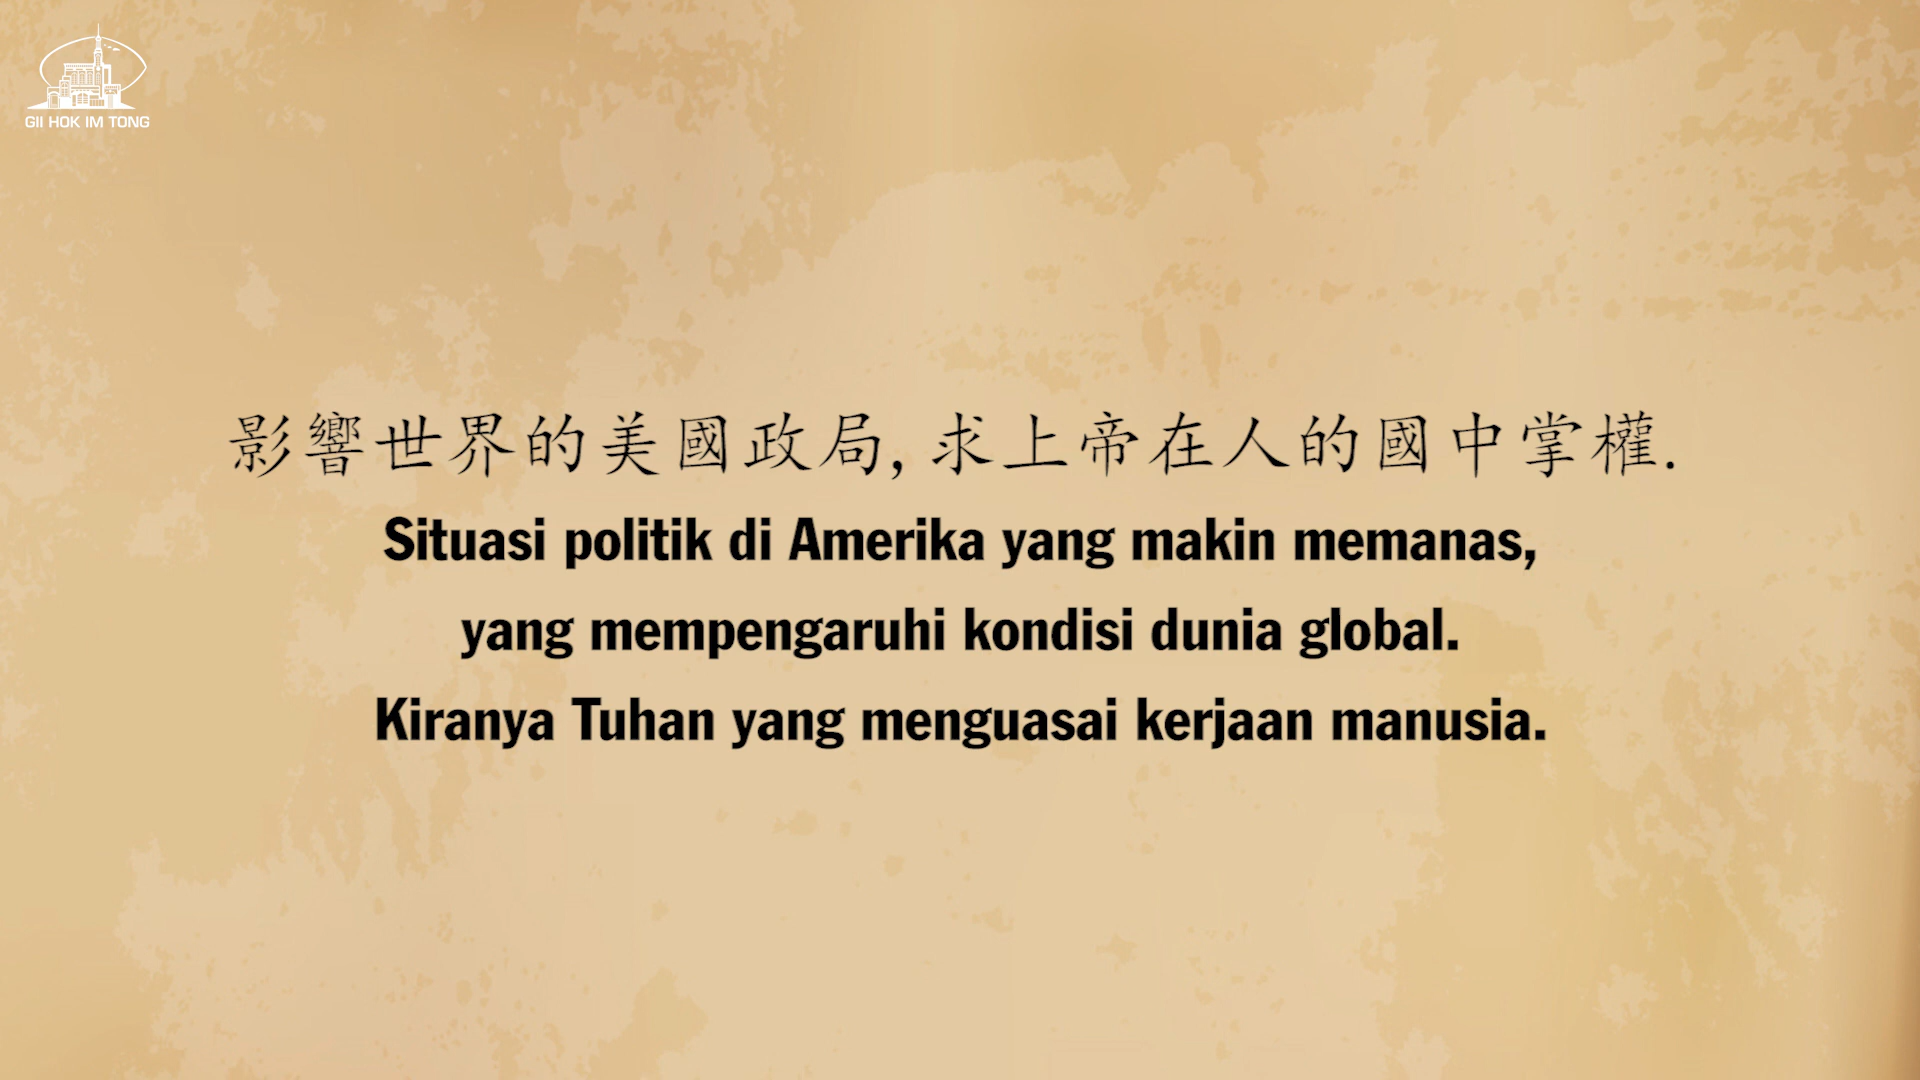 GII HOK IM TONG
影響世界的美國政局, 求上帝在人的國中掌權.
Situasi politik di Amerika yang makin memanas,
yang mempengaruhi kondisi dunia global.
Kiranya Tuhan yang menguasai kerjaan manusia.